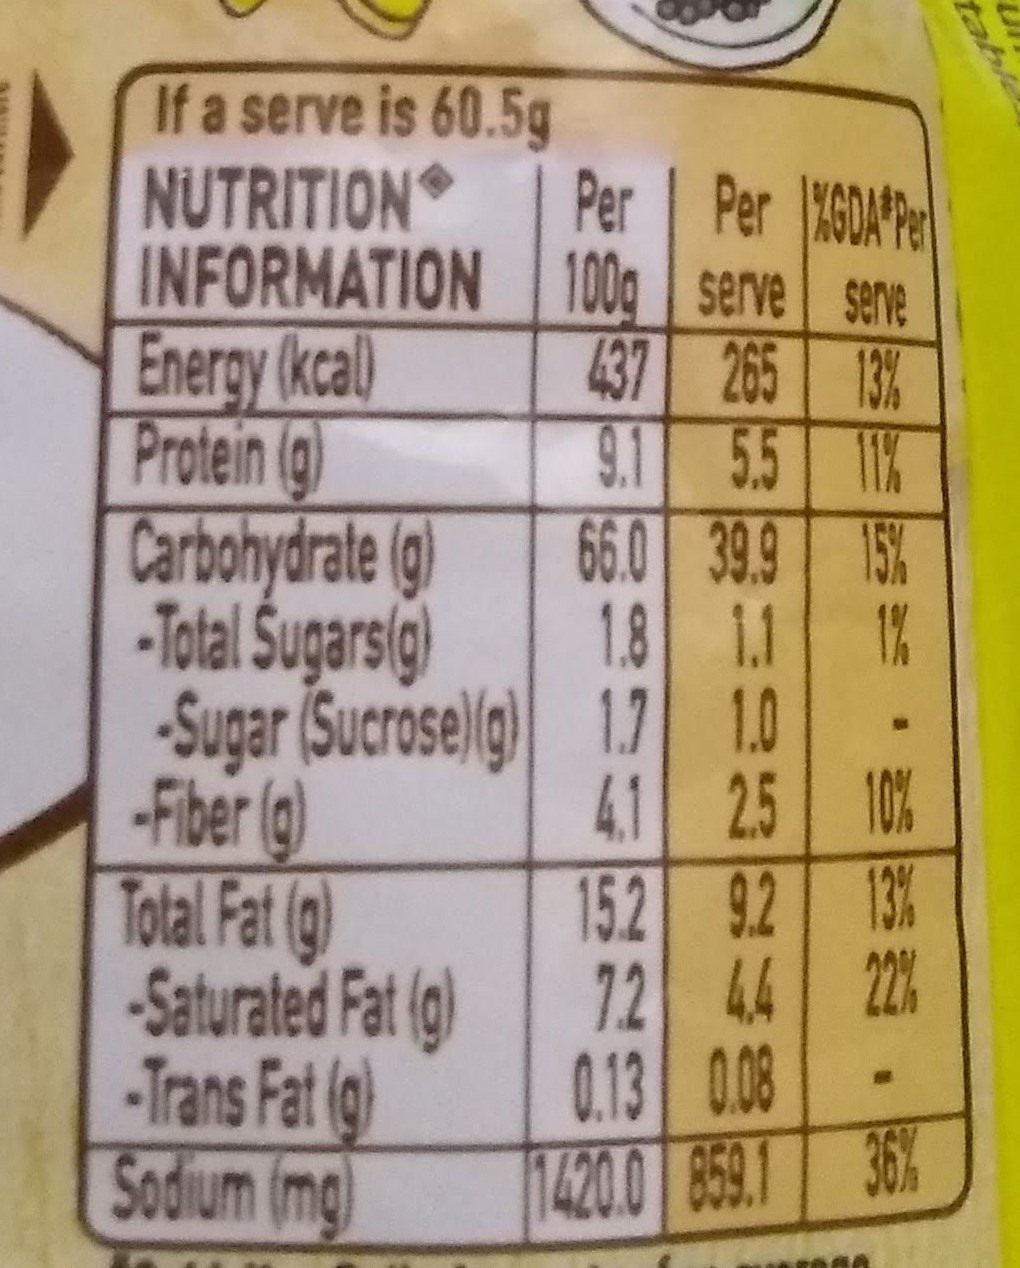 If a serve is 60.5g
NUTRITION INFORMATION Per 100g Per serve %GDA# Per serve
Energy (kcal) 437 265 13%
Protein (g) 9.1 5.5 11%
Carbohydrate (g) 66.0 39.9 15%
-Total Sugars(g) 1.8 1.1 1%
-Sugar (Sucrose)(g) 1.7 1.0 -
-Fiber (g) 4.1 2.5 10%
Total Fat (g) 15.2 9.2 13%
-Saturated Fat (g) 7.2 4.4 22%
-Trans Fat (g) 0.13 0.08 -
Sodium (mg) 1420.0 859.1 36%